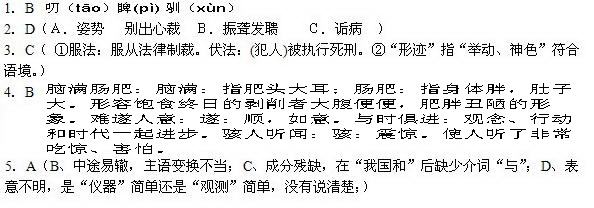 1. B 叨（tāo）睥(pì) 驯（xùn）
2. D（A. 姿势 别出心裁 B. 振聋发聩 C. 诟病 ）
3. C（ ①服法：服从法律制裁。伏法：(犯人)被执行死刑。②“形迹”指“举动、神色”符合
语境。）
4. B 脑满肠肥：脑满：指肥头大耳；肠肥：指身体胖，肚子
大。形容饱食终日的剥削者大腹便便，肥胖丑陋的形
象。难遂人意：遂：顺，如意。与时俱进：观念、行动
和时代一起进步。骇人听闻：骇：震惊。使人听了非常
吃惊、害怕。
5. A（B、中途易辙，主语变换不当；C、成分残缺，在“我国和”后缺少介词“与”；D、表
意不明，是“仪器”简单还是“观测”简单，没有说清楚；）